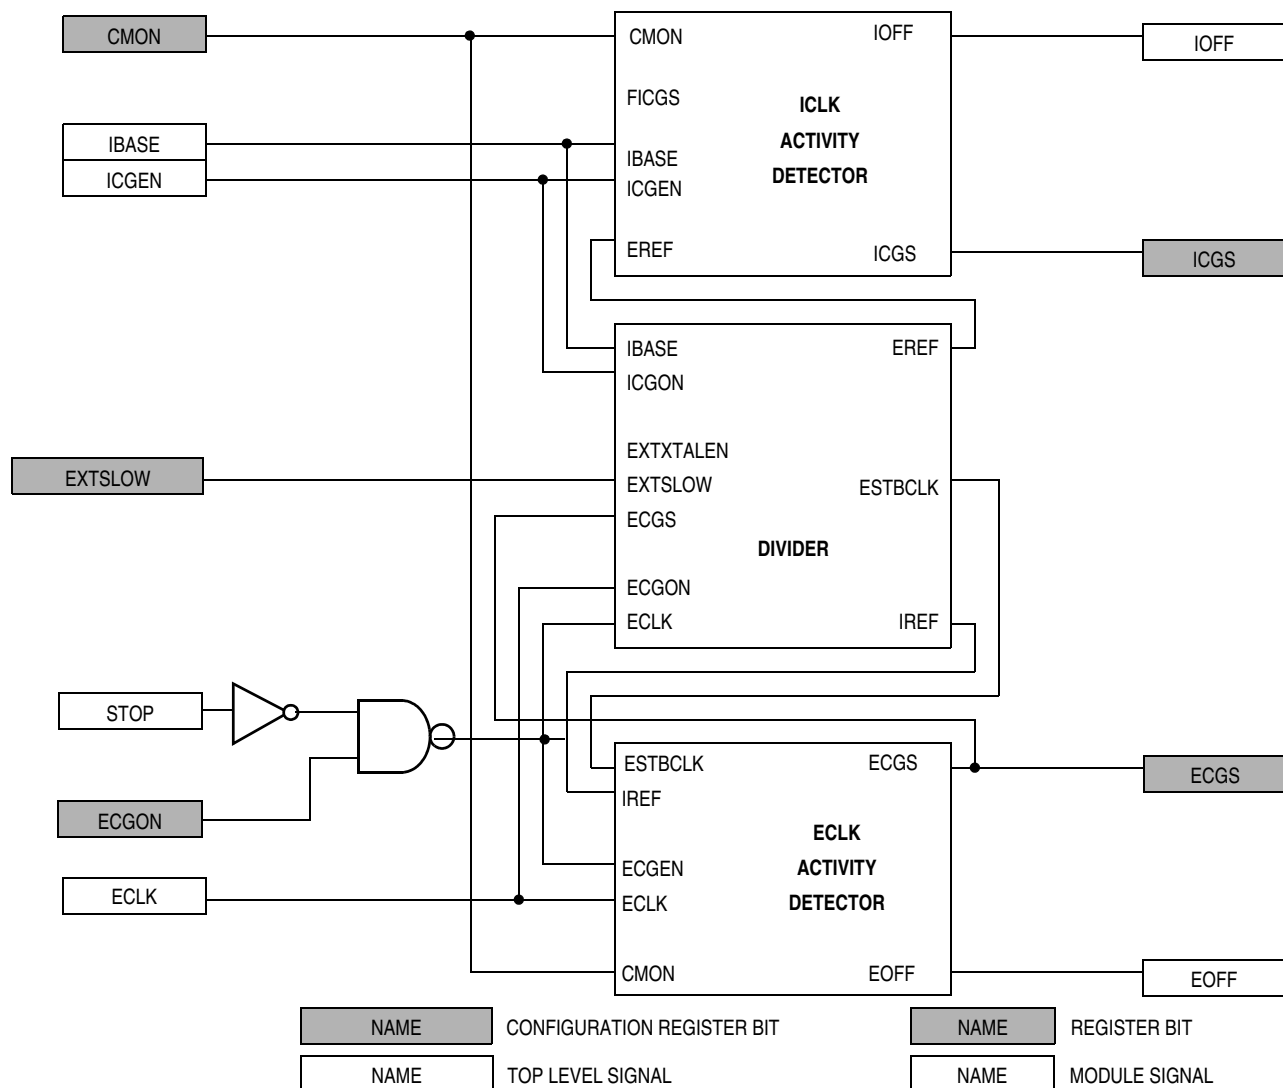 CMON
IBASE
ICGEN
EXTSLOW
STOP
ECGON
ECLK
CMON
IOFF
FICGS
ICLK
ACTIVITY
DETECTOR
IBASE
ICGEN
EREF
ICGS
IBASE
EREF
ICGON
EXTXTALEN
EXTSLOW
ESTBCLK
ECGS
DIVIDER
ECGON
ECLK
IREF
ESTBCLK
ECGS
IREF
ECLK
ACTIVITY
DETECTOR
ECGEN
ECLK
CMON
EOFF
IOFF
ICGS
ECGS
EOFF
NAME CONFIGURATION REGISTER BIT
NAME REGISTER BIT
NAME TOP LEVEL SIGNAL
NAME MODULE SIGNAL